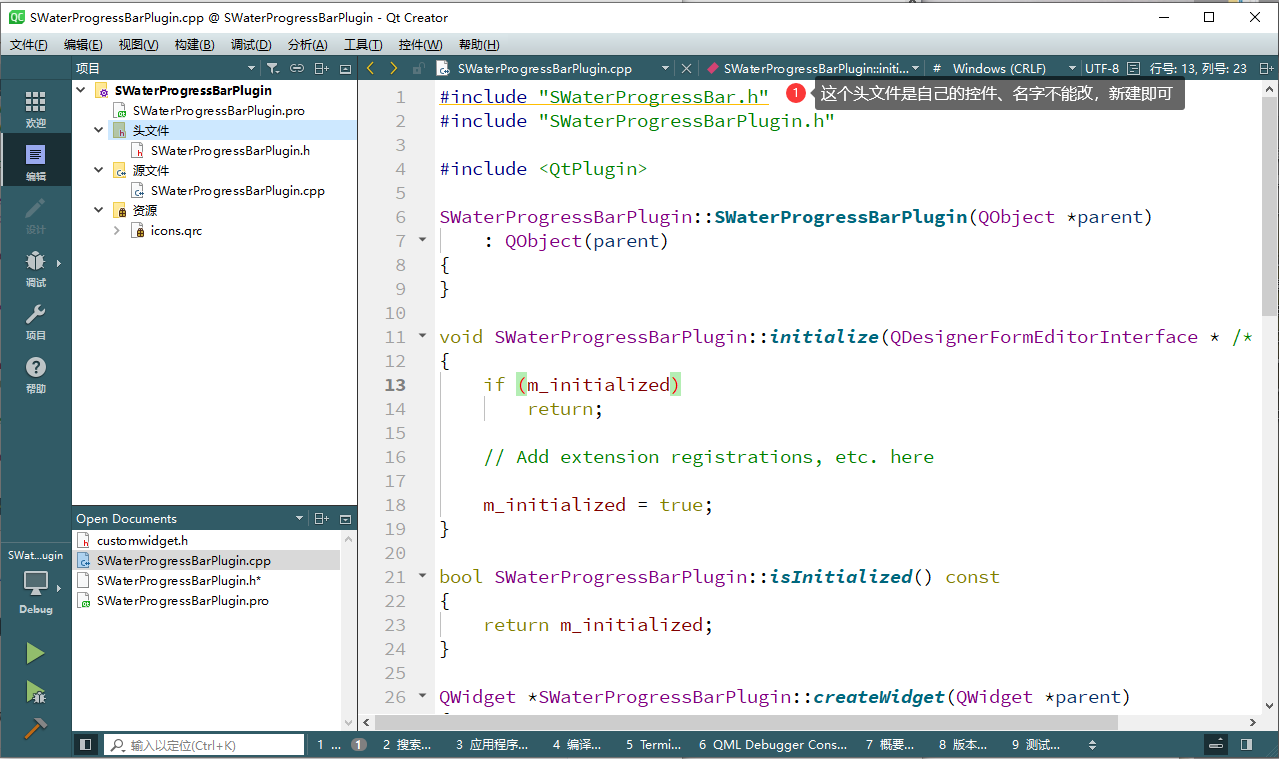 SWaterProgressBarPlugin.cpp @ SWaterProgressBarPlugin - Qt Creator
文件(F) 编辑(E) 视图(V) 构建(B) 调试(D) 分析(A) 工具(T) 控件(W) 帮助(H)
项目
SWaterProgressBarPlugin.cpp
SWaterProgressBarPlugin::initi...
# Windows (CRLF)
UTF-8
行号: 13, 列号: 23
欢迎
编辑
设计
调试
项目
帮助
SWat...ugin
Debug
SWaterProgressBarPlugin
SWaterProgressBarPlugin.pro
头文件
SWaterProgressBarPlugin.h
源文件
SWaterProgressBarPlugin.cpp
资源
icons.qrc
Open Documents
customwidget.h
SWaterProgressBarPlugin.cpp
SWaterProgressBarPlugin.h*
SWaterProgressBarPlugin.pro
1 #include "SWaterProgressBar.h"
1 这个头文件是自己的控件、名字不能改，新建即可
2 #include "SWaterProgressBarPlugin.h"
3
4 #include <QtPlugin>
5
6 SWaterProgressBarPlugin::SWaterProgressBarPlugin(QObject *parent)
7 : QObject(parent)
8 {
9 }
10
11 void SWaterProgressBarPlugin::initialize(QDesignerFormEditorInterface * /*
12 {
13 if (m_initialized)
14 return;
15
16 // Add extension registrations, etc. here
17
18 m_initialized = true;
19 }
20
21 bool SWaterProgressBarPlugin::isInitialized() const
22 {
23 return m_initialized;
24 }
25
26 QWidget *SWaterProgressBarPlugin::createWidget(QWidget *parent)
输入以定位(Ctrl+K)
1 ... 1 2 搜索... 3 应用程序... 4 编译... 5 Termi... 6 QML Debugger Cons... 7 概要... 8 版本... 9 测试...